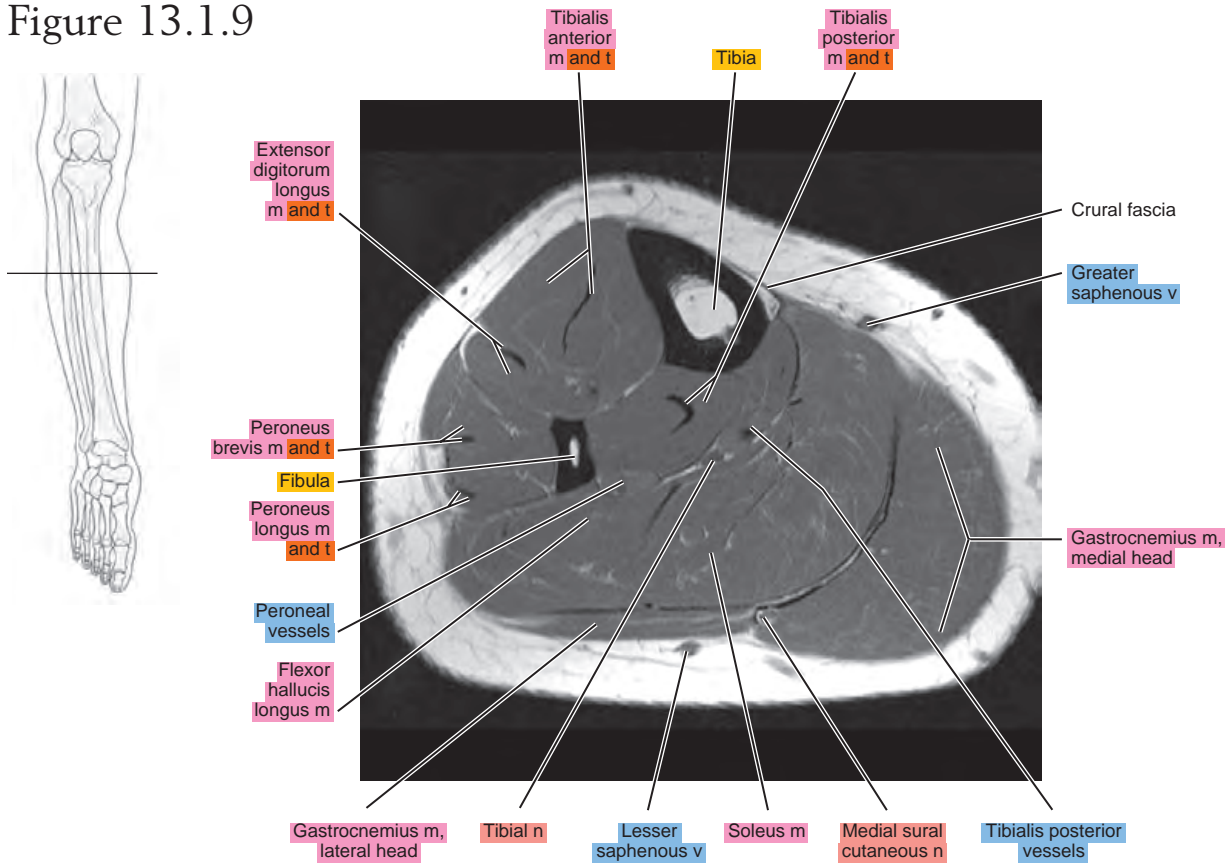 Figure 13.1.9
Tibialis
anterior
m and t
Tibia
Tibialis
posterior
m and t
Extensor
digitorum
longus
m and t
Crural fascia
Greater
saphenous v
Peroneus
brevis m and t
Fibula
Peroneus
longus m
and t
Gastrocnemius m,
medial head
Peroneal
vessels
Flexor
hallucis
longus m
Gastrocnemius m,
lateral head
Tibial n
Lesser
saphenous v
Soleus m
Medial sural
cutaneous n
Tibialis posterior
vessels